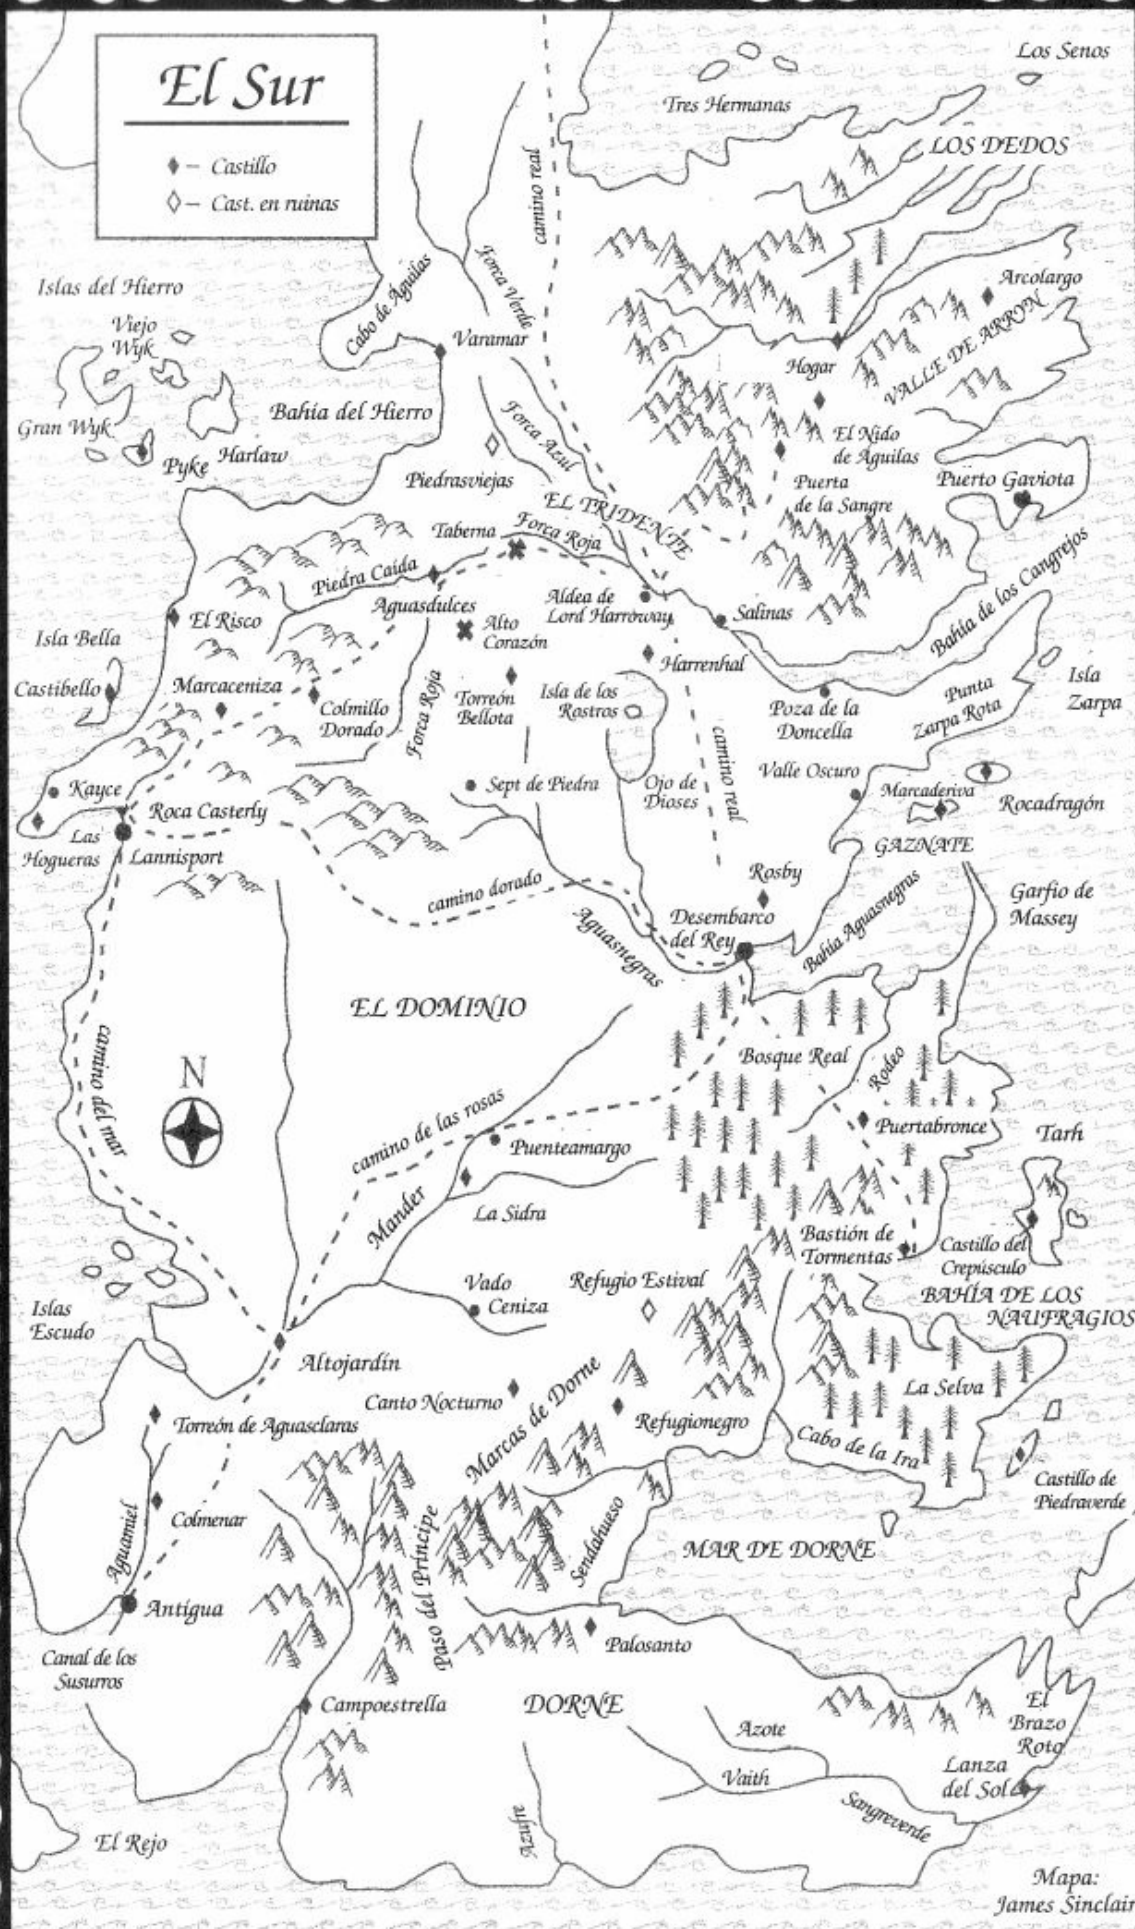 El Sur
– Castillo
– Cast. en ruinas
Los Senos
Tres Hermanas
LOS DEDOS
camino real
Forca Verde
Cabo de Águilas
Islas del Hierro
Viejo
Wyk
Varamar
Arcolargo
Hogar
VALLE DE ARRYN
Gran Wyk
Bahía del Hierro
Pyke
Harlaw
Forca Azul
El Nido
de Águilas
Piedrasviejas
Puerta
de la Sangre
Puerto Gaviota
EL TRIDENTE
Taberna
Forca Roja
Piedra Caída
Aguasdulces
Aldea de
Lord Harroway
Salinas
Bahía de los Cangrejos
El Risco
Alto
Corazón
Isla Bella
Harrenhal
Castibello
Marcaceniza
Colmillo
Dorado
Forca Roja
Torreón
Bellota
Isla de los
Rostros
Poza de la
Doncella
Punta
Zarpa Rota
Isla
Zarpa
camino real
Kayce
Roca Casterly
Sept de Piedra
Ojo de
Dioses
Valle Oscuro
Marcaderiva
Rocadragón
Las
Hogueras
Lannisport
GAZNATE
Rosby
camino dorado
Garfio de
Massey
Desembarco
del Rey
Aguasnegras
Bahía Aguasnegras
EL DOMINIO
camino del mar
N
Bosque Real
Rodeo
camino de las rosas
Puenteamargo
Puertabronce
Tarh
Mander
La Sidra
Bastión de
Tormentas
Castillo del
Crepúsculo
Vado
Ceniza
Refugio Estival
BAHÍA DE LOS
NAUFRAGIOS
Islas
Escudo
Altojardín
Canto Nocturno
Marcas de Dorne
La Selva
Refugionegro
Torreón de Aguasclaras
Cabo de la Ira
Castillo de
Piedraverde
Aguamiel
Colmenar
Paso del Príncipe
Sendahueso
MAR DE DORNE
Antigua
Palosanto
Canal de los
Susurros
Campoestrella
DORNE
El
Brazo
Roto
Azote
Vaith
Lanza
del Sol
Sangreverde
Azufre
El Rejo
Mapa:
James Sinclair